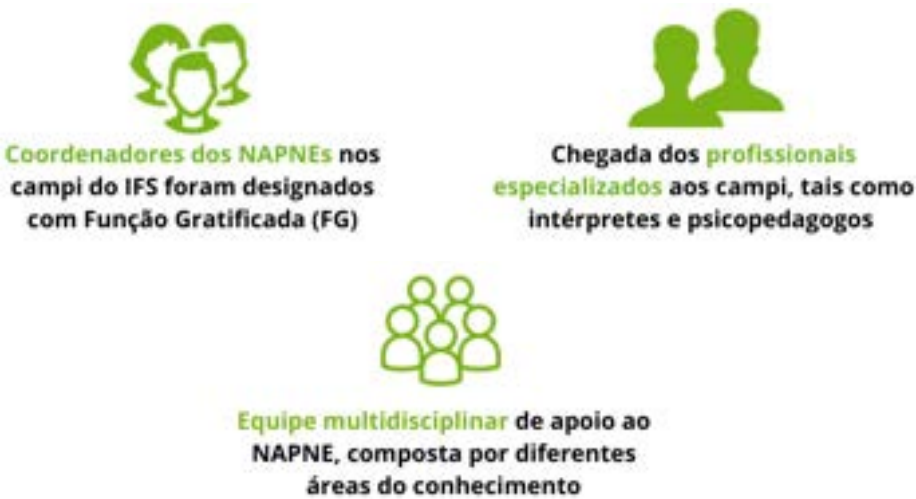 Coordenadores dos NAPNEs nos
campi do IFS foram designados
com Função Gratificada (FG)
Chegada dos profissionais
especializados aos campi, tais como
intérpretes e psicopedagogos
Equipe multidisciplinar de apoio ao
NAPNE, composta por diferentes
áreas do conhecimento